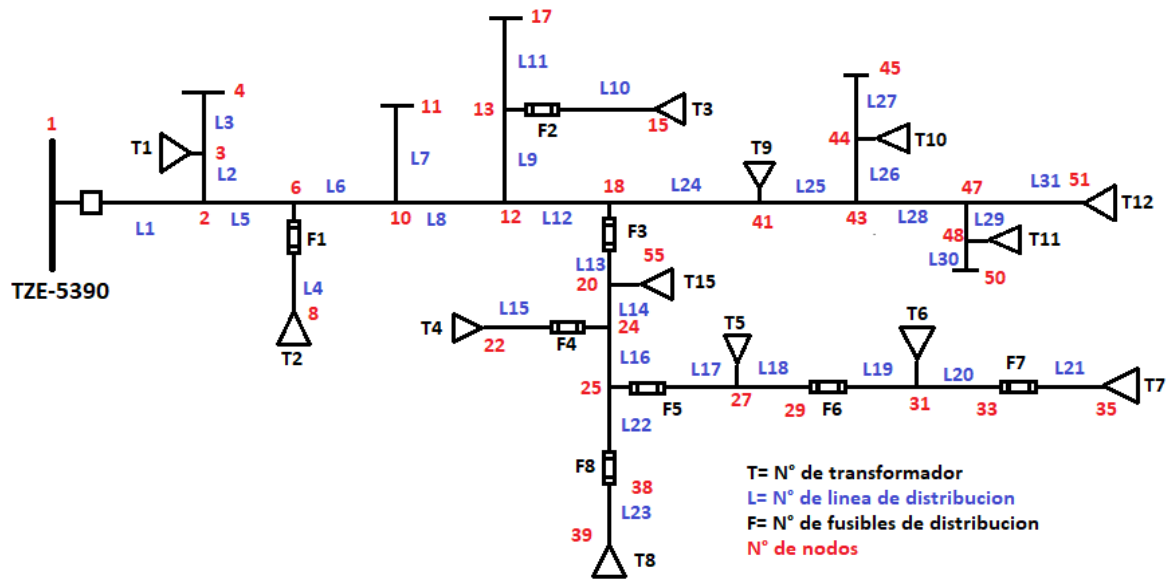 17
L11
45
L10
L27
4
11
13
1
F2
15
T3
T10
L3
44
T1
3
T9
L7
L9
L2
L26
6
L6
18
L24
L25
47
L31
51
2
L5
10
L8
12
L12
41
43
L28
L29
T12
L1
F1
F3
48
T11
55
L13
L30
50
TZE-5390
L4
20
T15
8
L15
L14
T6
T4
T5
24
T2
22
F4
L16
F7
L17
L18
L19
L20
L21
25
T7
F5
27
29
F6
31
33
35
L22
F8
T= N° de transformador
38
L= N° de linea de distribucion
L23
F= N° de fusibles de distribucion
39
N° de nodos
T8